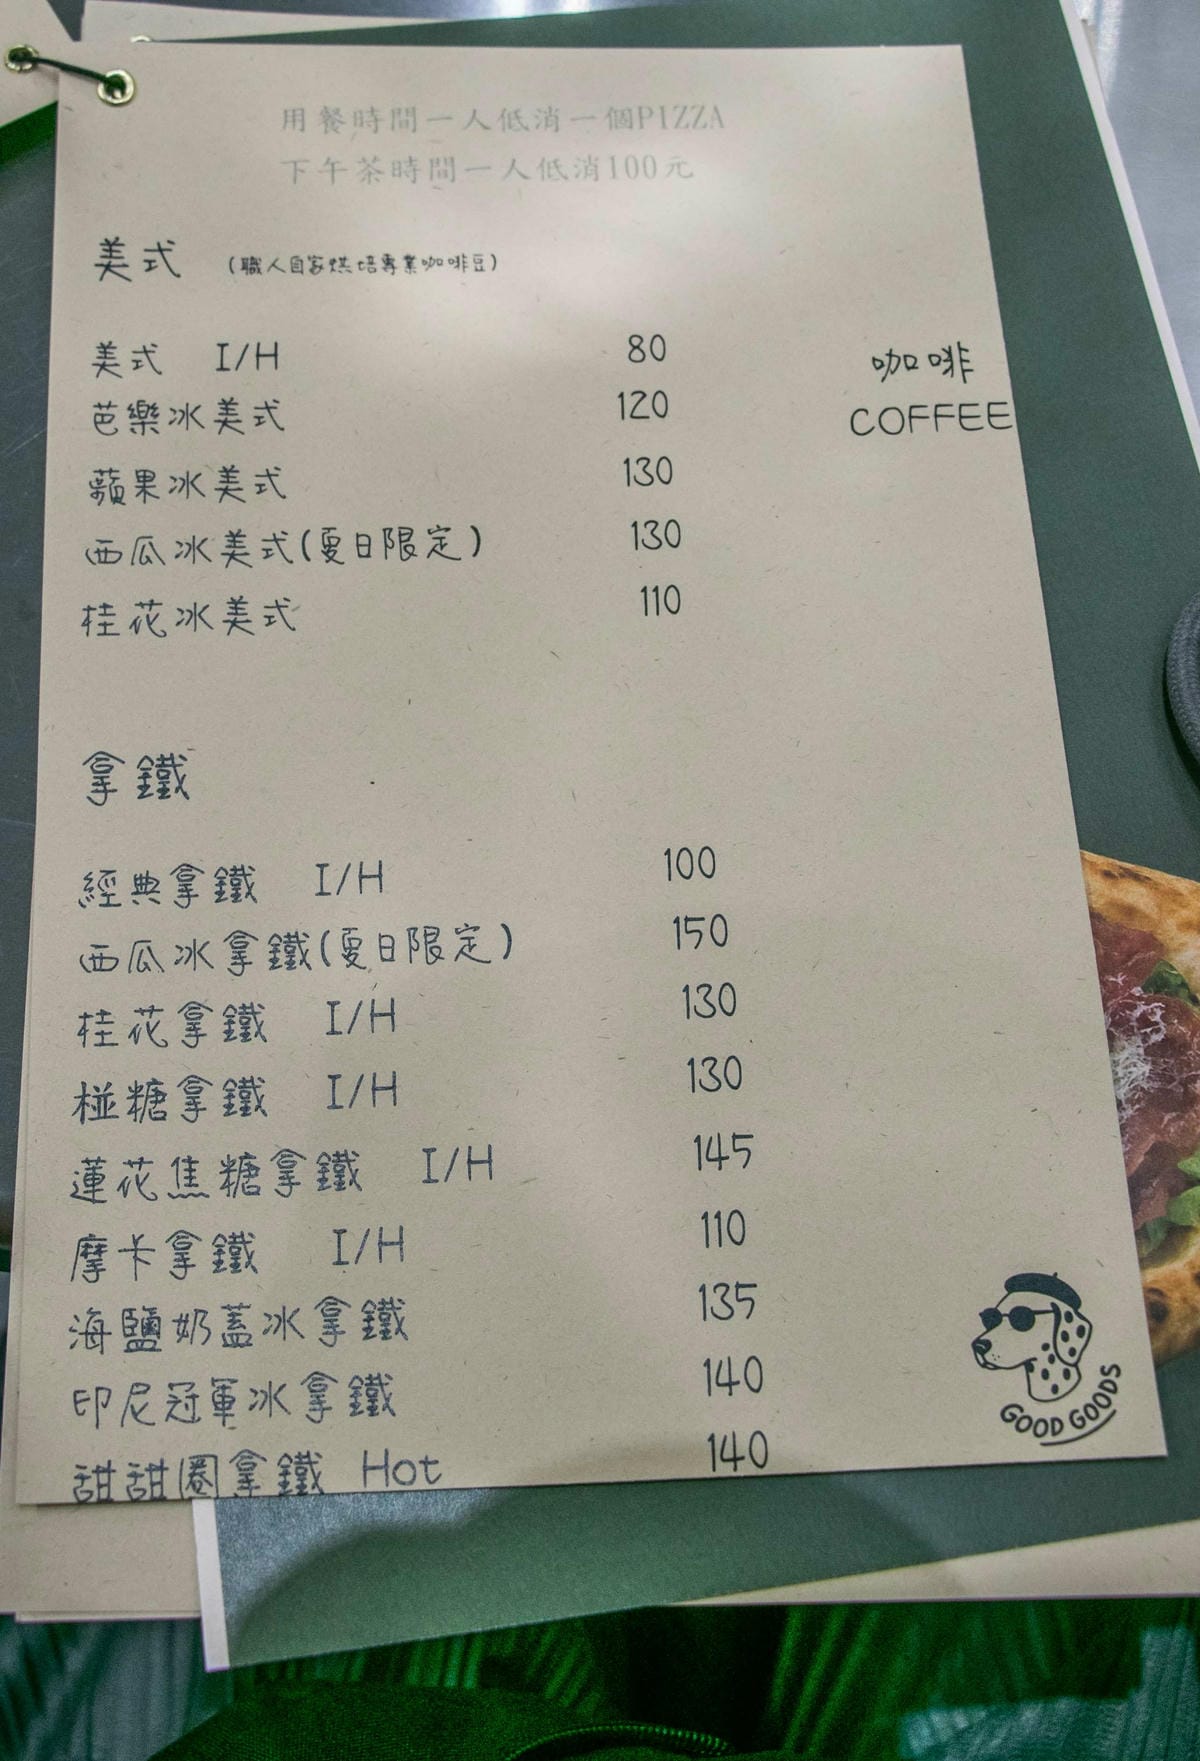 用餐時間一人低消一個PIZZA
下午茶時間一人低消100元
美式 (職人自家烘培專業咖啡豆)
咖啡
COFFEE
美式 I/H 80
芭樂冰美式 120
蘋果冰美式 130
西瓜冰美式(夏日限定) 130
桂花冰美式 110
拿鐵
經典拿鐵 I/H 100
西瓜冰拿鐵(夏日限定) 150
桂花拿鐵 I/H 130
椪糖拿鐵 I/H 130
蓮花焦糖拿鐵 I/H 145
摩卡拿鐵 I/H 110
海鹽奶蓋冰拿鐵 135
印尼冠軍冰拿鐵 140
甜甜圈拿鐵 Hot 140
GOOD GOODS